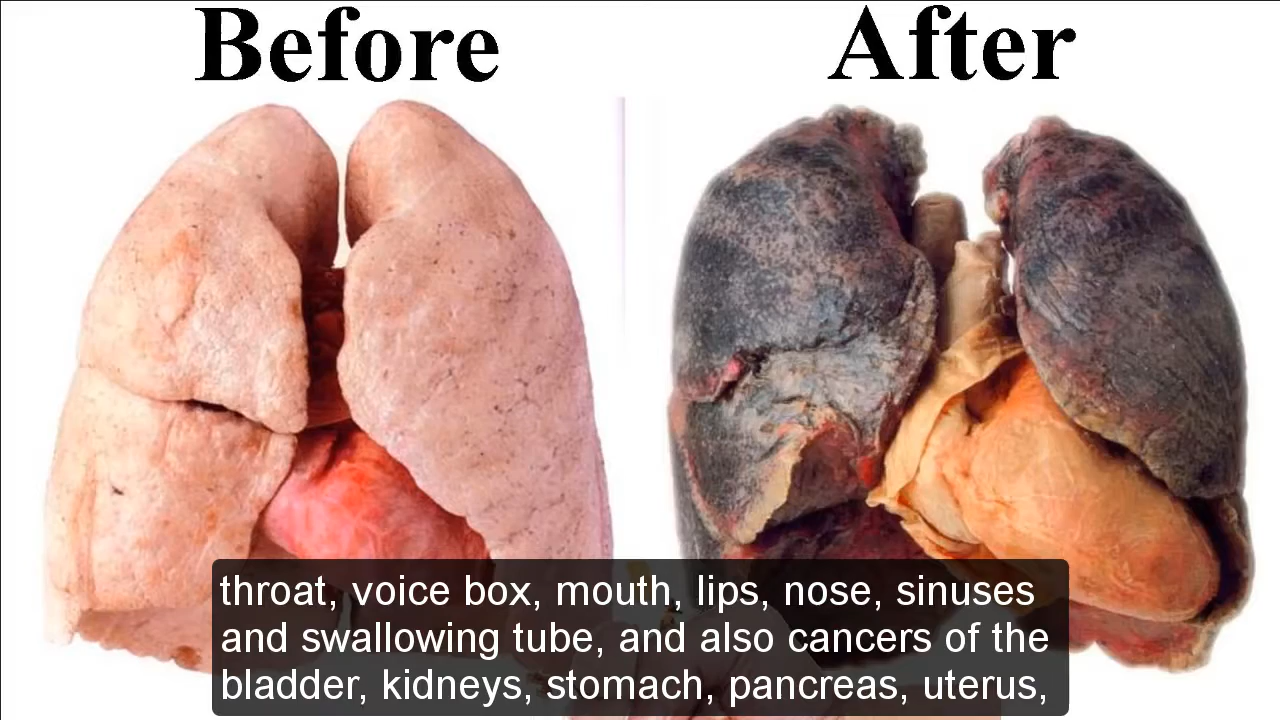 Before
After
throat, voice box, mouth, lips, nose, sinuses
and swallowing tube, and also cancers of the
bladder, kidneys, stomach, pancreas, uterus,